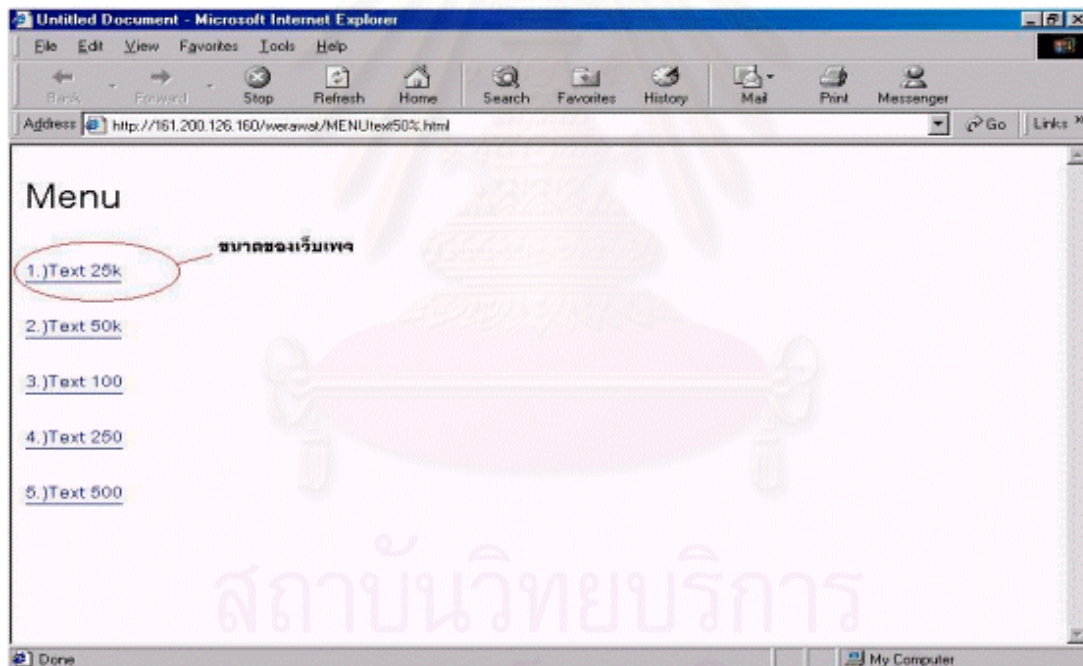 Untitled Document - Microsoft Internet Explorer
File Edit View Favorites Tools Help
Back Forward Stop Refresh Home Search Favorites History Mail Print Messenger
Address http://161.200.126.160/werawat/MENUtext50%.html Go Links »
Menu
ขนาดของเว็บเพจ
1.)Text 25k
2.)Text 50k
3.)Text 100
4.)Text 250
5.)Text 500
สถาบันวิทยบริการ
Done My Computer